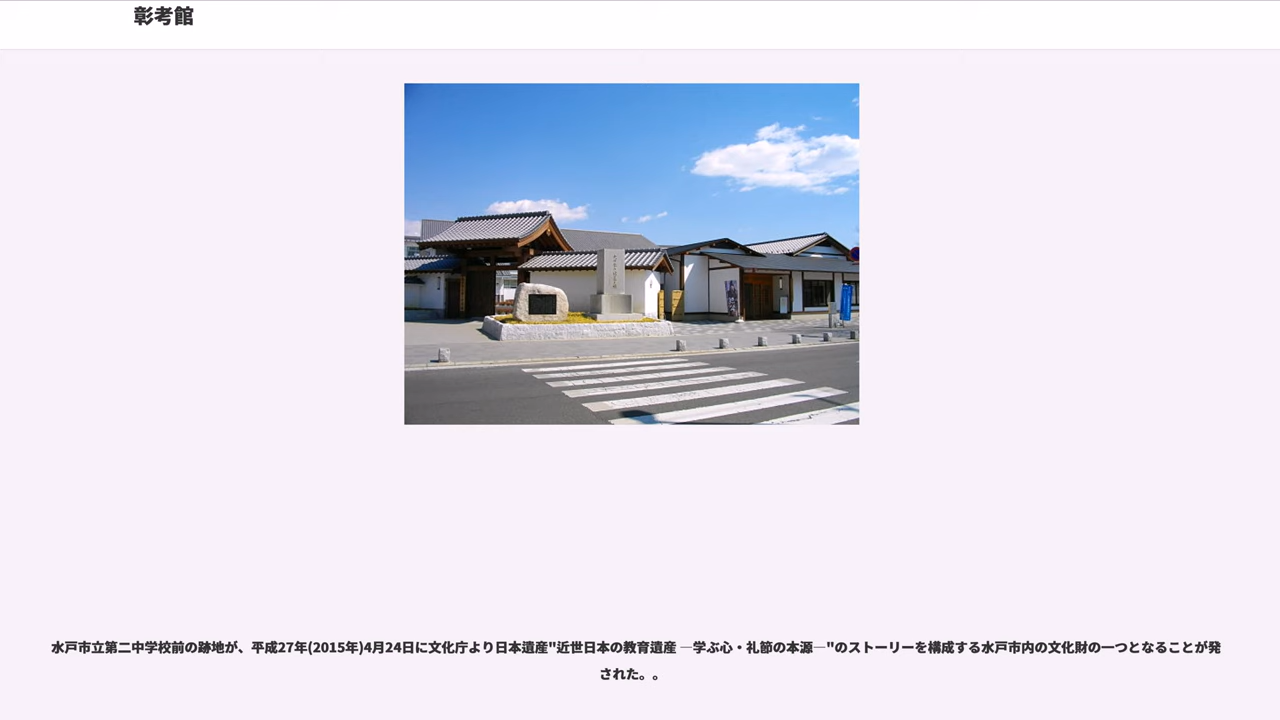 彰考館
水戸市立第二中学校前の跡地が、平成27年(2015年)4月24日に文化庁より日本遺産"近世日本の教育遺産 ―学ぶ心・礼節の本源―"のストーリーを構成する水戸市内の文化財の一つとなることが発
された。。